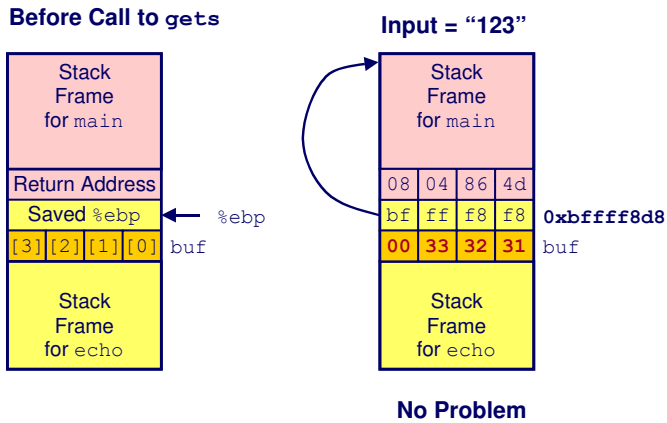 Before Call to gets
Stack
Frame
for main
Return Address
Saved %ebp
%ebp
[3] [2] [1] [0]
buf
Stack
Frame
for echo
Input = “123”
Stack
Frame
for main
08 04 86 4d
bf ff f8 f8
0xbffff8d8
00 33 32 31
buf
Stack
Frame
for echo
No Problem